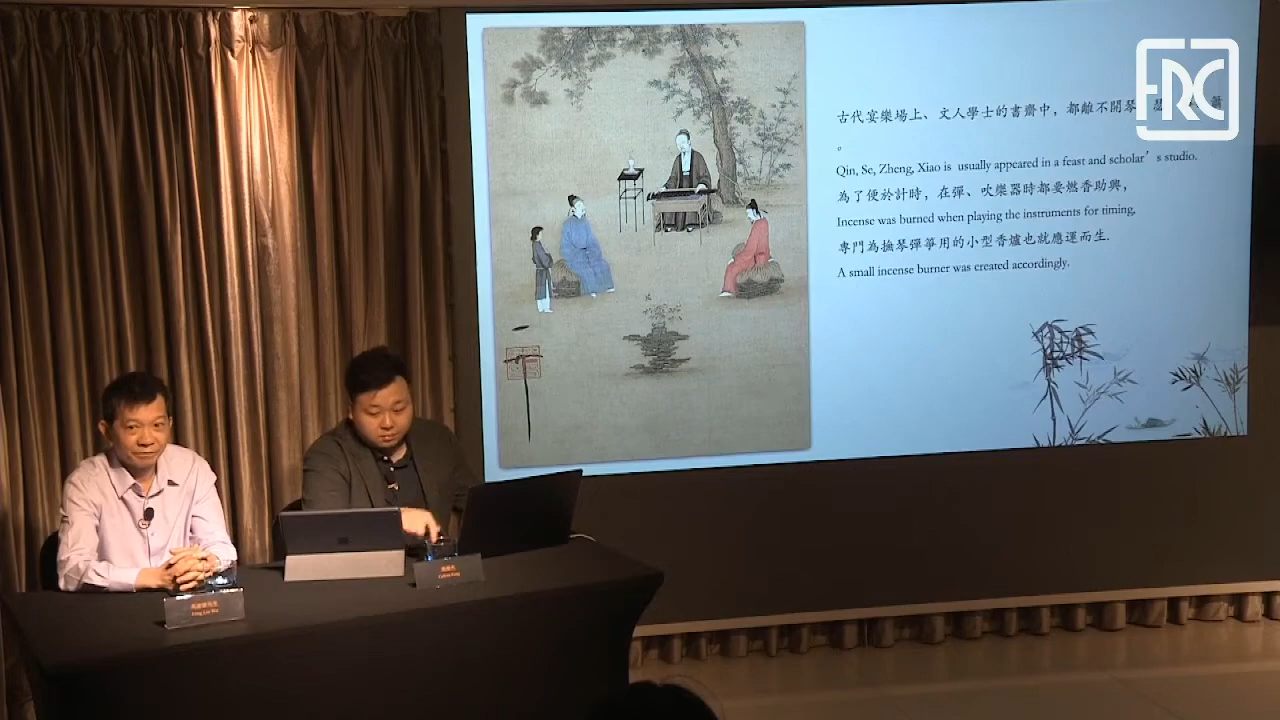 古代宴樂場上、文人學士的書齋中，都離不開琴、瑟、
簫
。
Qin, Se, Zheng, Xiao is usually appeared in a feast and scholar's studio.
為了便於計時，在彈、吹樂器時都要燃香助興，
Incense was burned when playing the instruments for timing,
專門為撫琴彈箏用的小型香爐也就應運而生.
A small incense burner was created accordingly.